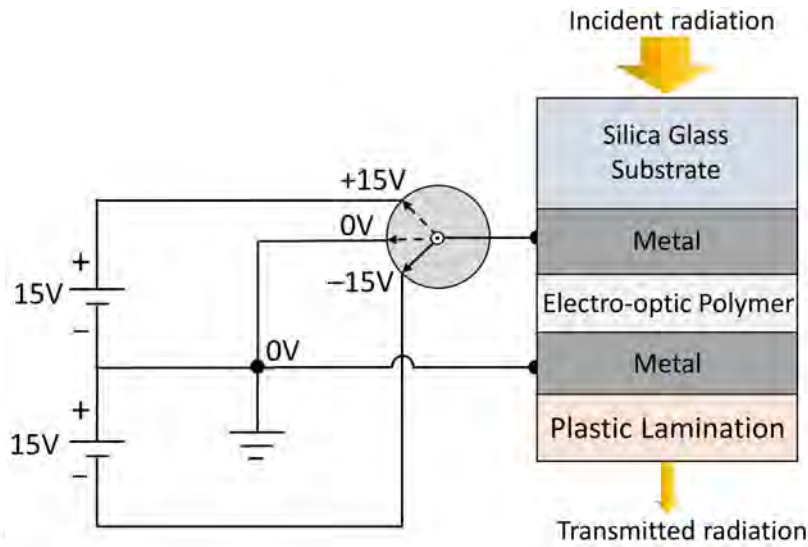 Incident radiation
Silica Glass
Substrate
+15V
0V
Metal
−15V
+
15V
−
Electro-optic Polymer
0V
Metal
+
15V
−
Plastic Lamination
Transmitted radiation